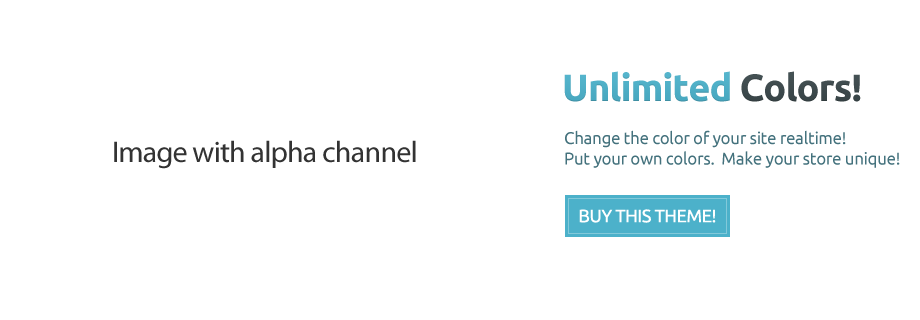 Image with alpha channel
Unlimited Colors!
Change the color of your site realtime!
Put your own colors.  Make your store unique!
BUY THIS THEME!